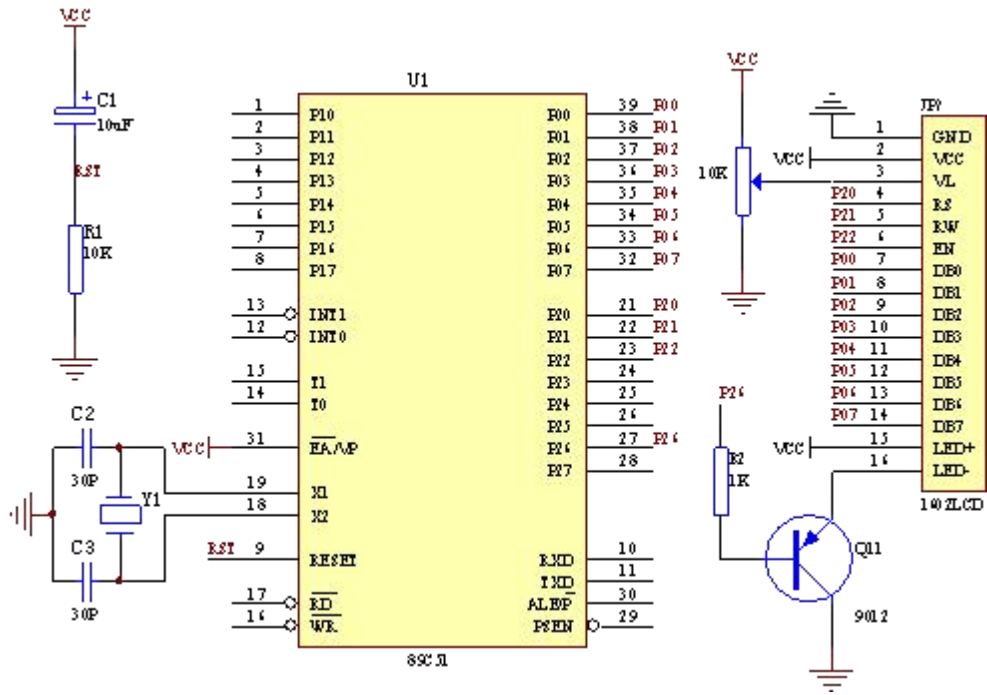 VCC
C1
+
10uF
RST
R1
10K
U1
1 P10
2 P11
3 P12
4 P13
5 P14
6 P15
7 P16
8 P17
13 INT1
12 INT0
15 T1
14 T0
VCC 31 EA/VP
19 X1
18 X2
RST 9 RESET
17 RD
16 WR
P00 39 P00
P01 38 P01
P02 37 P02
P03 36 P03
P04 35 P04
P05 34 P05
P06 33 P06
P07 32 P07
P20 21 P20
P21 22 P21
P22 23 P22
P23 24
P24 25
P25 26
P26 27 P26
P27 28
RXD 10
TXD 11
ALE/P 30
PSEN 29
89C51
C2
30P
Y1
C3
30P
VCC
10K
JP?
1 GND
VCC 2 VCC
3 VL
P20 4 RS
P21 5 RW
P22 6 EN
P00 7 DB0
P01 8 DB1
P02 9 DB2
P03 10 DB3
P04 11 DB4
P05 12 DB5
P06 13 DB6
P07 14 DB7
VCC 15 LED+
16 LED-
1602LCD
P26
R2
1K
Q11
9012